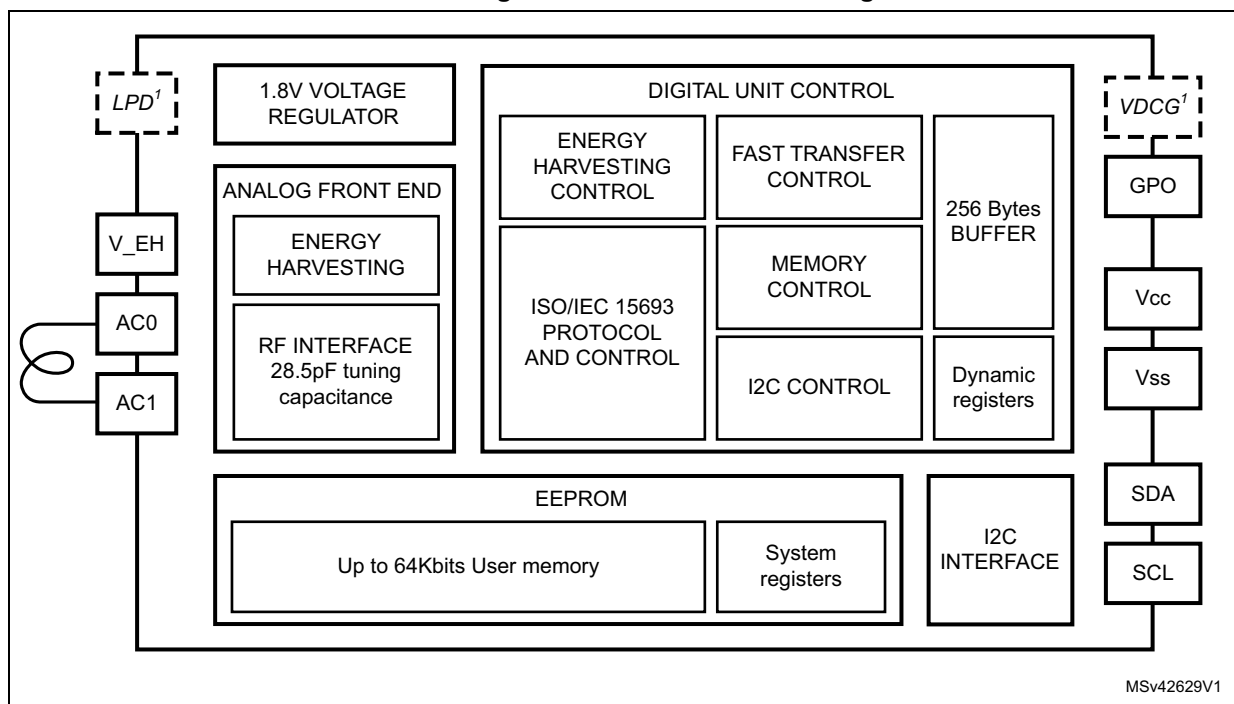 LPD¹
V_EH
AC0
AC1
1.8V VOLTAGE
REGULATOR
ANALOG FRONT END
ENERGY
HARVESTING
RF INTERFACE
28.5pF tuning
capacitance
DIGITAL UNIT CONTROL
ENERGY
HARVESTING
CONTROL
ISO/IEC 15693
PROTOCOL
AND CONTROL
FAST TRANSFER
CONTROL
MEMORY
CONTROL
I2C CONTROL
256 Bytes
BUFFER
Dynamic
registers
EEPROM
Up to 64Kbits User memory
System
registers
I2C
INTERFACE
VDCG¹
GPO
Vcc
Vss
SDA
SCL
MSv42629V1